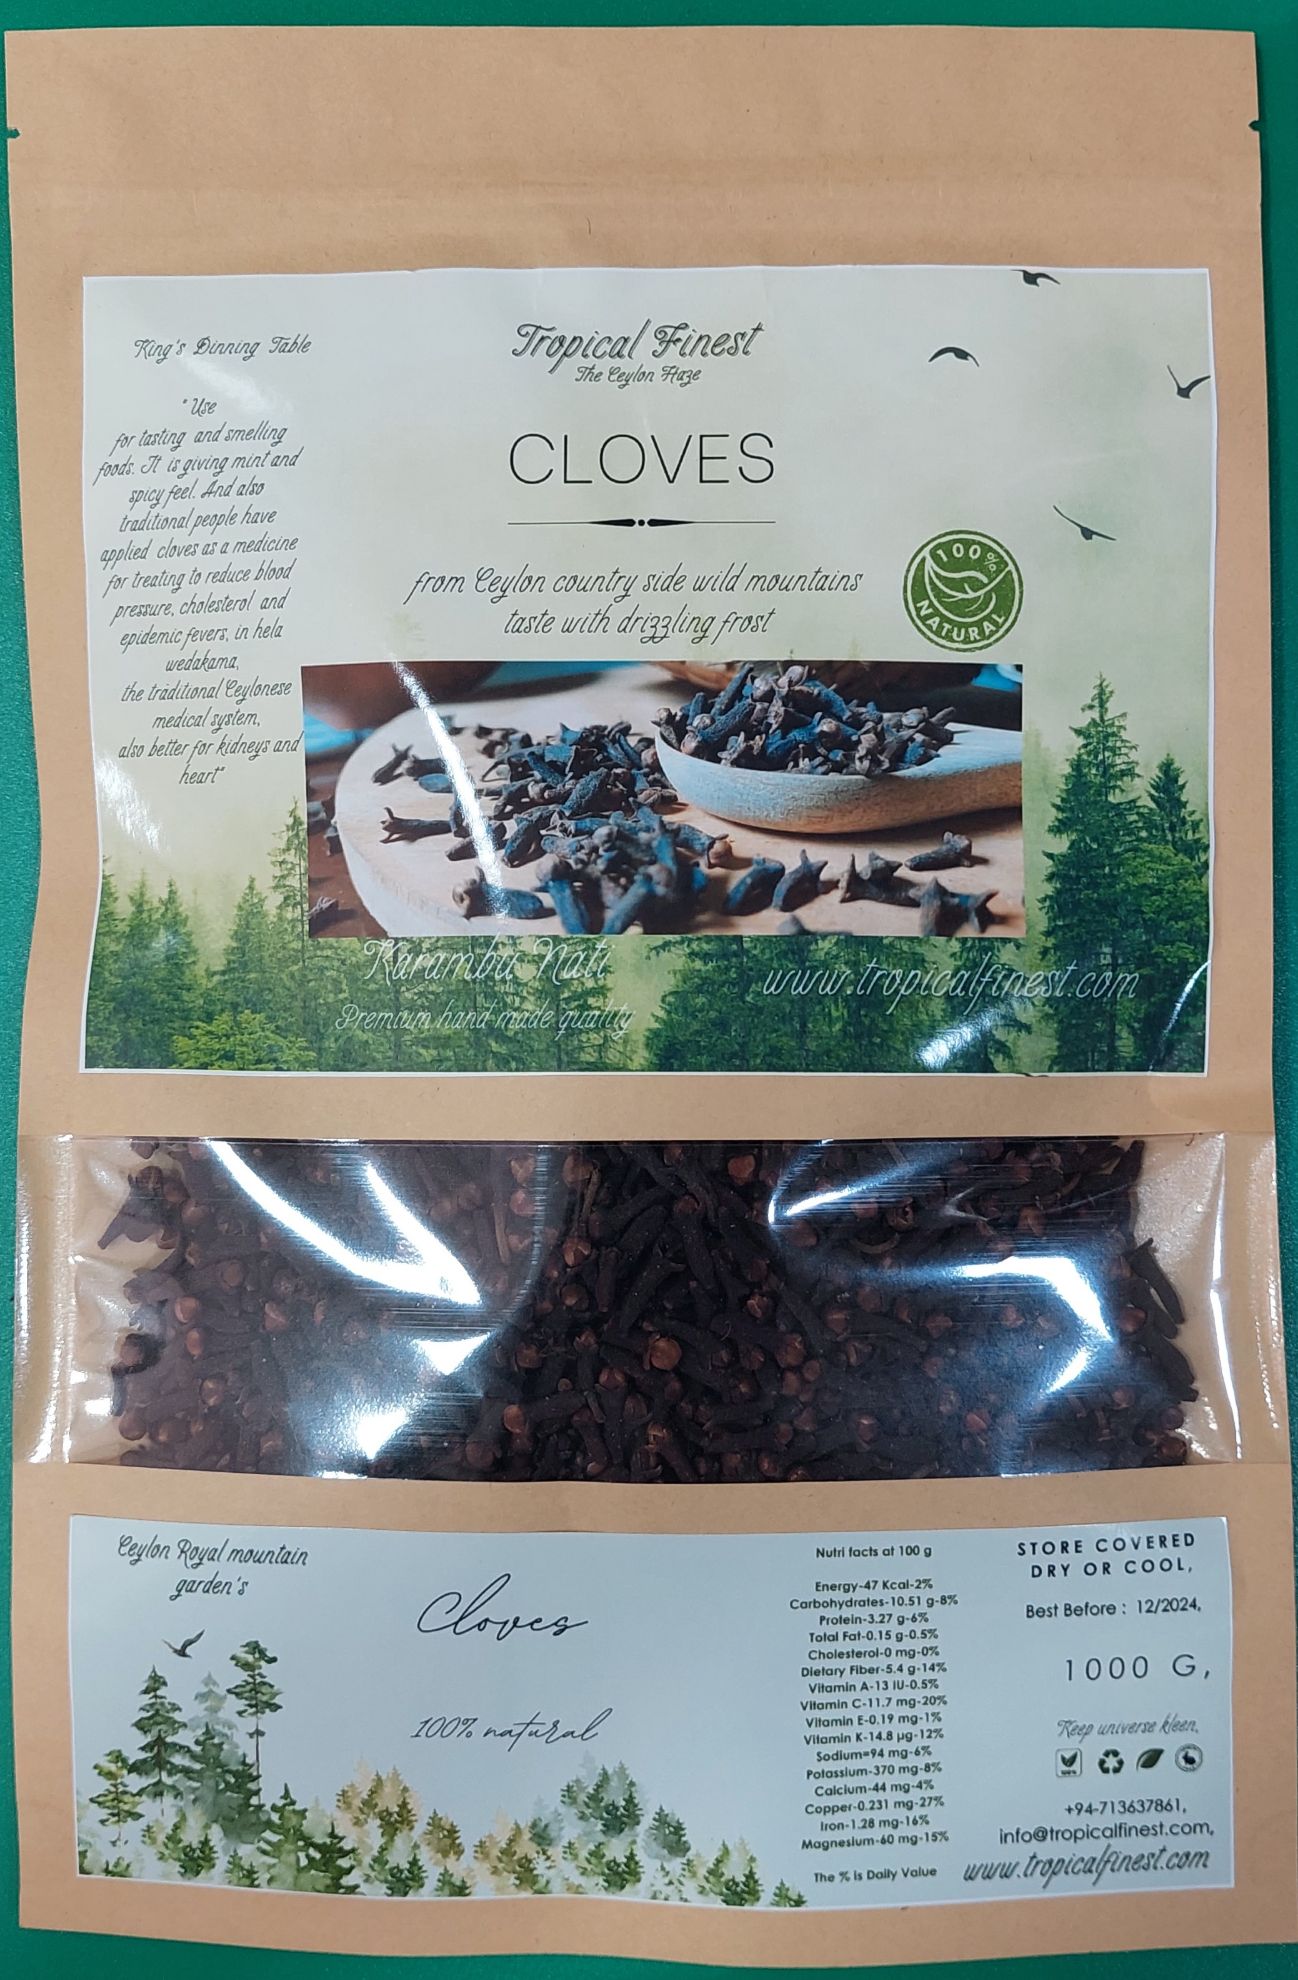 King's Dinning Table
"Use
for tasting and smelling
foods. It is giving mint and
spicy feel. And also
traditional people have
applied cloves as a medicine
for treating to reduce blood
pressure, cholesterol and
epidemic fevers, in hela
wedakama,
the traditional Ceylonese
medical system,
also better for kidneys and
heart"
Tropical Finest
The Ceylon Haze
CLOVES
from Ceylon country side wild mountains
taste with drizzling frost
100%
NATURAL
Karambu Nati
Premium hand made quality
www.tropicalfinest.com
Ceylon Royal mountain
garden's
Cloves
100% natural
Nutri facts at 100 g
Energy-47 Kcal-2%
Carbohydrates-10.51 g-8%
Protein-3.27 g-6%
Total Fat-0.15 g-0.5%
Cholesterol-0 mg-0%
Dietary Fiber-5.4 g-14%
Vitamin A-13 IU-0.5%
Vitamin C-11.7 mg-20%
Vitamin E-0.19 mg-1%
Vitamin K-14.8 µg-12%
Sodium=94 mg-6%
Potassium-370 mg-8%
Calcium-44 mg-4%
Copper-0.231 mg-27%
Iron-1.28 mg-16%
Magnesium-60 mg-15%
The % is Daily Value
STORE COVERED
DRY OR COOL,
Best Before : 12/2024,
1000 G,
Keep universe kleen,
100%
+94-713637861,
info@tropicalfinest.com,
www.tropicalfinest.com